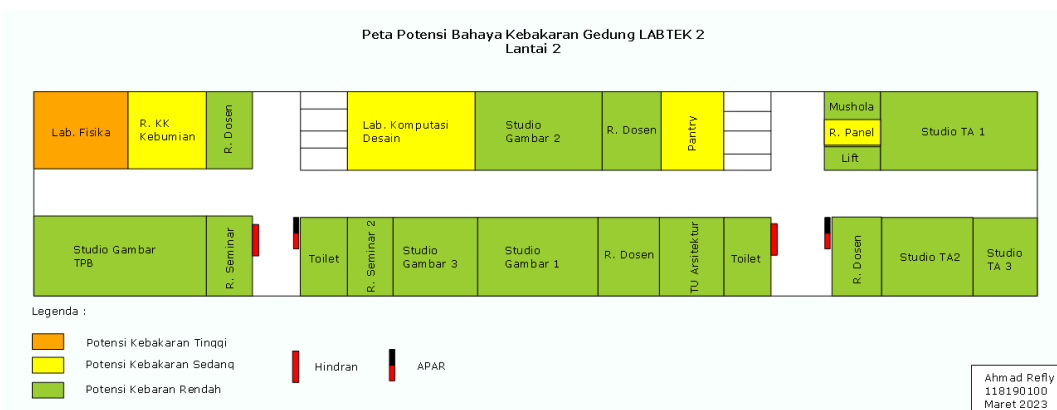 Peta Potensi Bahaya Kebakaran Gedung LABTEK 2
Lantai 2
Lab. Fisika
R. KK
Kebumian
R. Dosen
Lab. Komputasi
Desain
Studio
Gambar 2
R. Dosen
Pantry
Mushola
R. Panel
Lift
Studio TA 1
Studio Gambar
TPB
R. Seminar
Toilet
R. Seminar 2
Studio
Gambar 3
Studio
Gambar 1
R. Dosen
TU Arsitektur
Toilet
R. Dosen
Studio TA2
Studio
TA 3
Legenda :
Potensi Kebakaran Tinggi
Potensi Kebakaran Sedang
Potensi Kebaran Rendah
Hindran
APAR
Ahmad Refly
118190100
Maret 2023